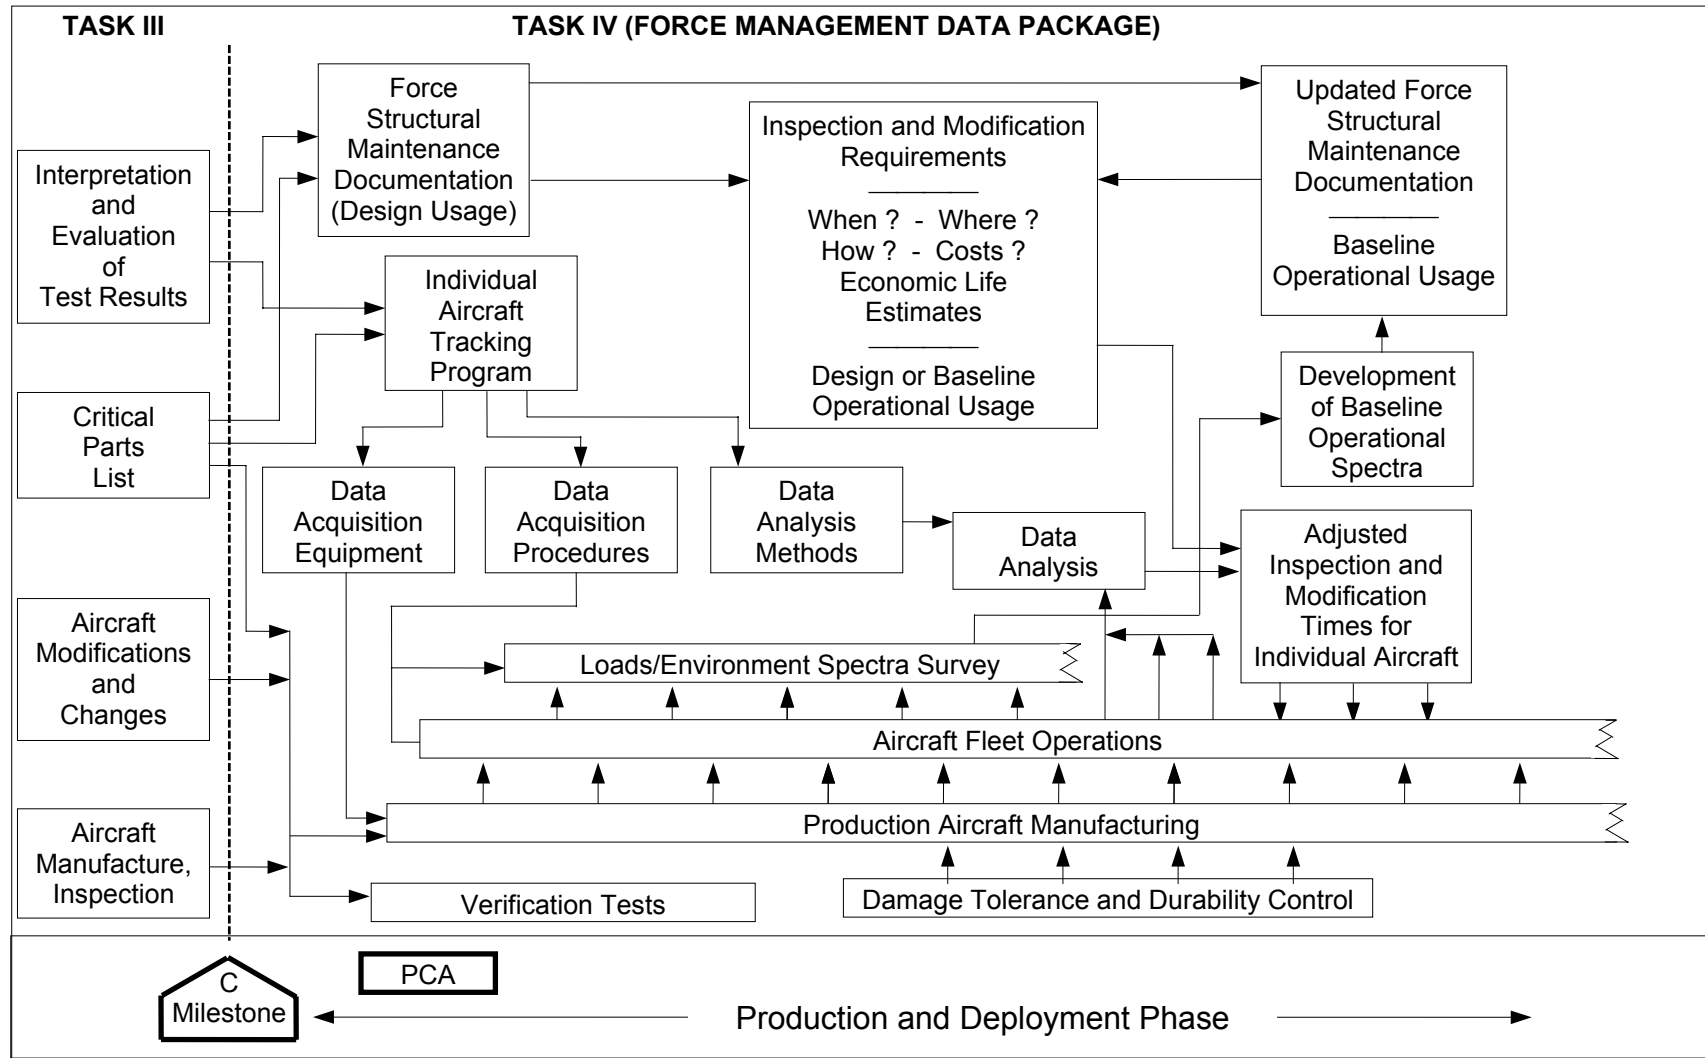 TASK III
TASK IV (FORCE MANAGEMENT DATA PACKAGE)
Force
Structural
Maintenance
Documentation
(Design Usage)
Inspection and Modification
Requirements
When ? - Where ?
How ? - Costs ?
Economic Life
Estimates
Design or Baseline
Operational Usage
Updated Force
Structural
Maintenance
Documentation
Baseline
Operational Usage
Interpretation
and
Evaluation
of
Test Results
Individual
Aircraft
Tracking
Program
Development
of Baseline
Operational
Spectra
Critical
Parts
List
Data
Acquisition
Equipment
Data
Acquisition
Procedures
Data
Analysis
Methods
Data
Analysis
Adjusted
Inspection and
Modification
Times for
Individual Aircraft
Aircraft
Modifications
and
Changes
Loads/Environment Spectra Survey
Aircraft Fleet Operations
Production Aircraft Manufacturing
Aircraft
Manufacture,
Inspection
Verification Tests
Damage Tolerance and Durability Control
C
Milestone
PCA
Production and Deployment Phase